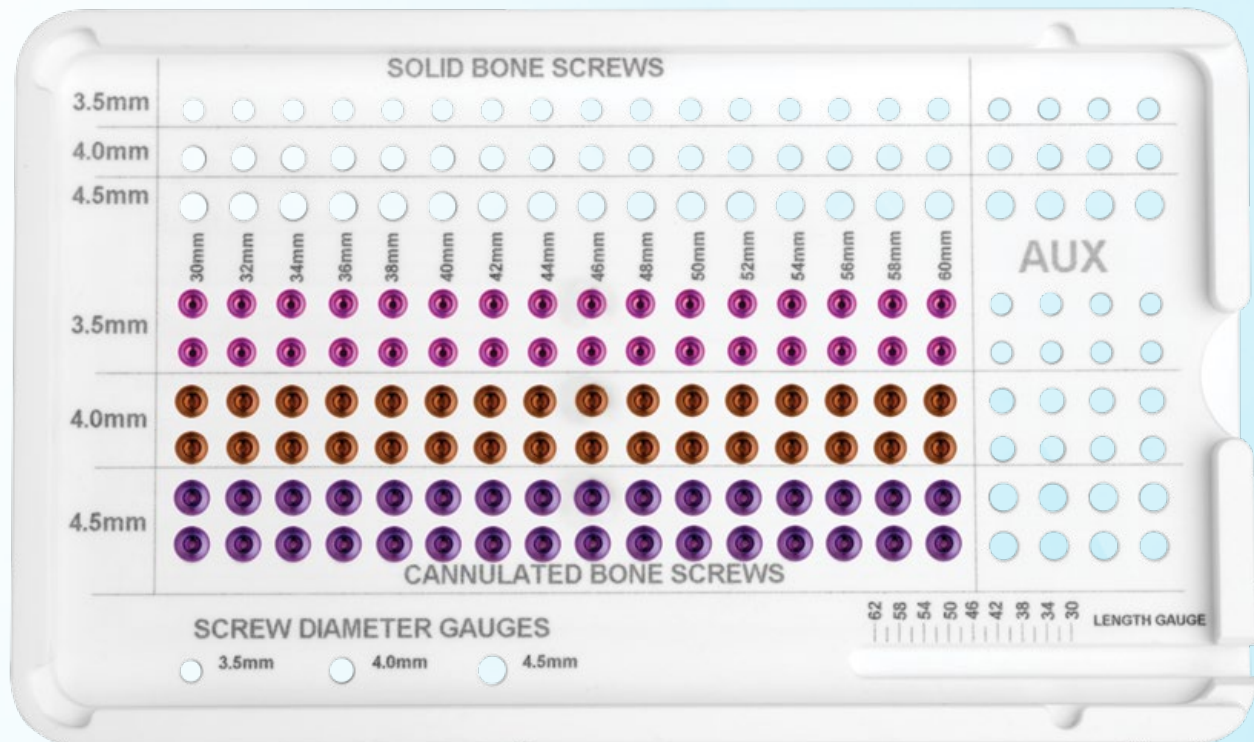 SOLID BONE SCREWS
3.5mm
4.0mm
4.5mm
30mm 32mm 34mm 36mm 38mm 40mm 42mm 44mm 46mm 48mm 50mm 52mm 54mm 56mm 58mm 60mm
AUX
3.5mm
4.0mm
4.5mm
CANNULATED BONE SCREWS
62 58 54 50 46 42 38 34 30 LENGTH GAUGE
SCREW DIAMETER GAUGES
3.5mm 4.0mm 4.5mm